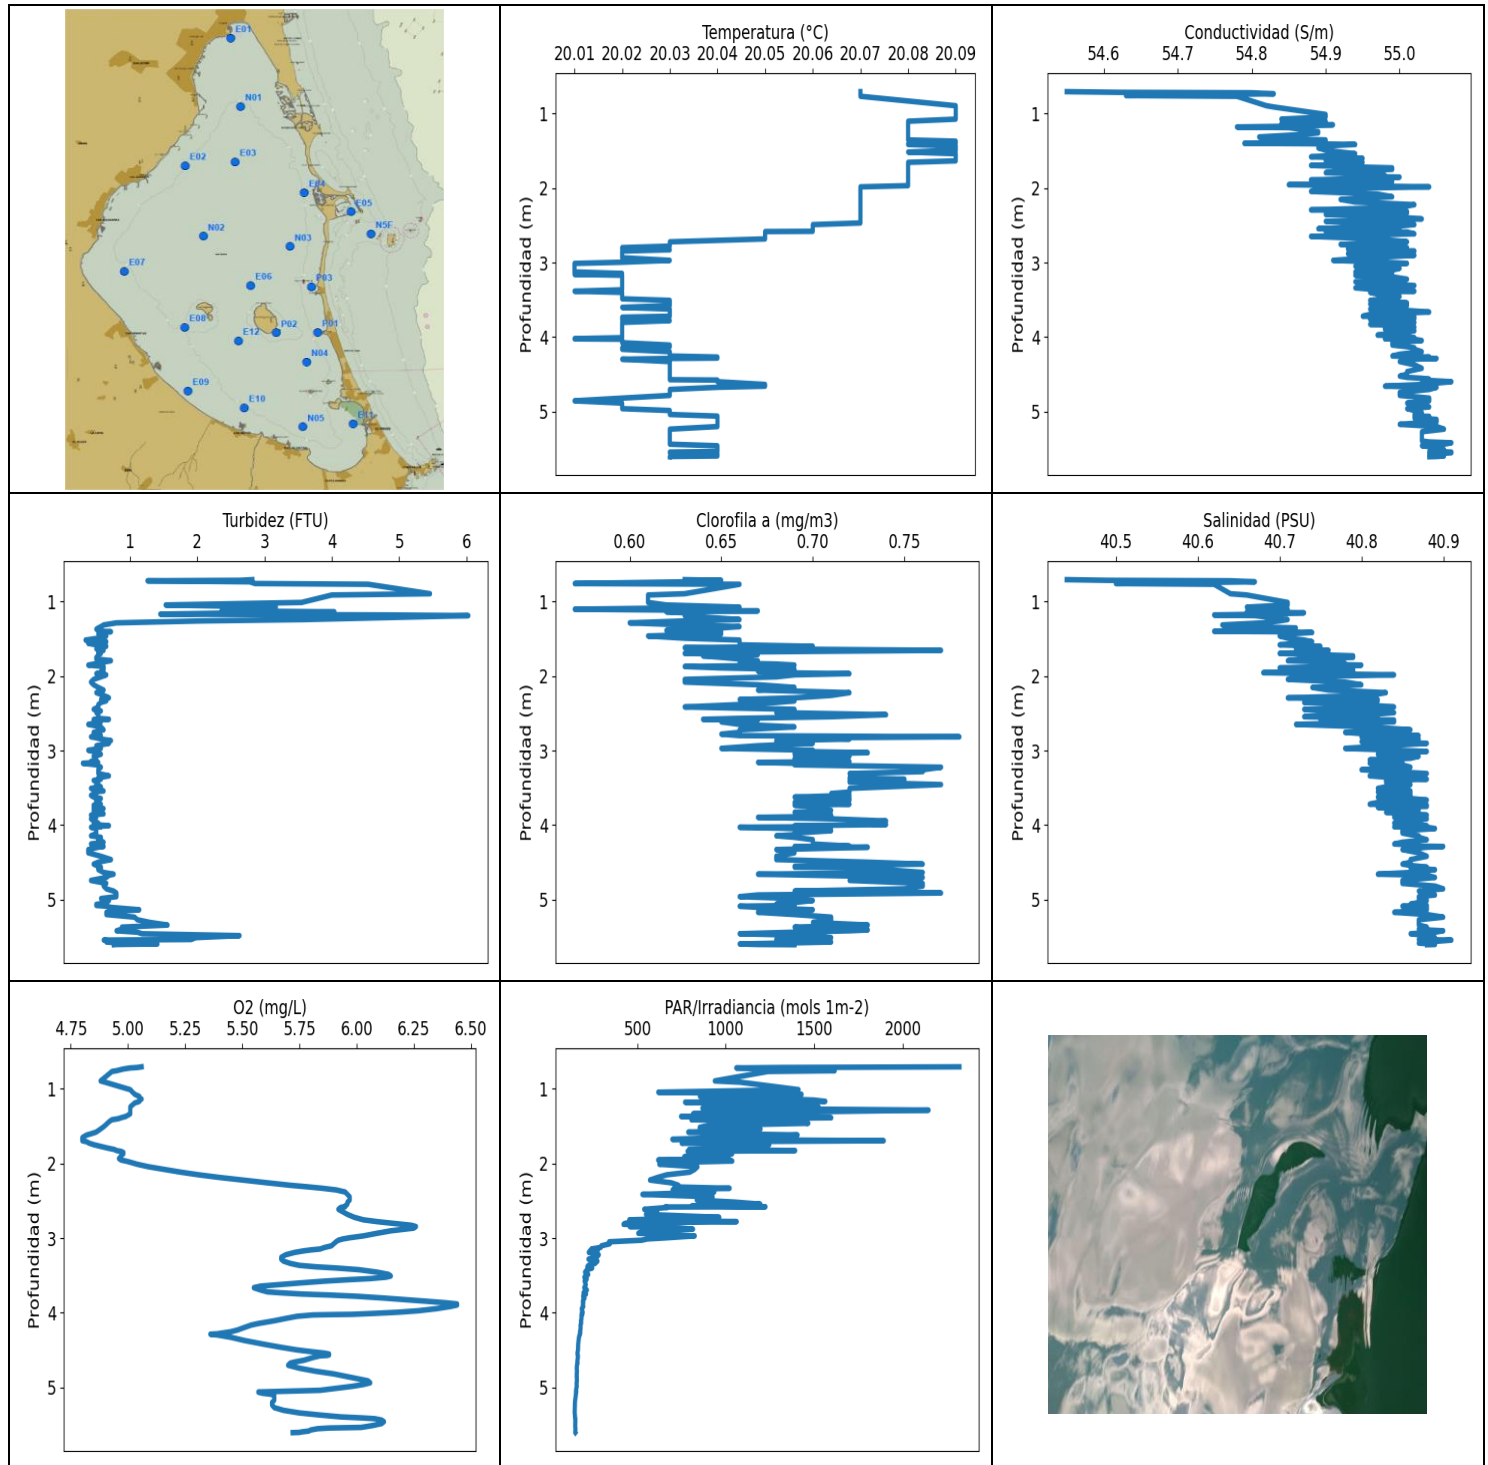 E01
N01
E02
E03
E04
E05
N5F
N02
N03
E07
E06
P03
E08
E12
P02
P01
N04
E09
E10
N05
E11
Temperatura (°C)
20.01 20.02 20.03 20.04 20.05 20.06 20.07 20.08 20.09
Profundidad (m)
1
2
3
4
5
Conductividad (S/m)
54.6 54.7 54.8 54.9 55.0
Profundidad (m)
1
2
3
4
5
Turbidez (FTU)
1 2 3 4 5 6
Profundidad (m)
1
2
3
4
5
Clorofila a (mg/m3)
0.60 0.65 0.70 0.75
Profundidad (m)
1
2
3
4
5
Salinidad (PSU)
40.5 40.6 40.7 40.8 40.9
Profundidad (m)
1
2
3
4
5
O2 (mg/L)
4.75 5.00 5.25 5.50 5.75 6.00 6.25 6.50
Profundidad (m)
1
2
3
4
5
PAR/Irradiancia (mols 1m-2)
500 1000 1500 2000
Profundidad (m)
1
2
3
4
5